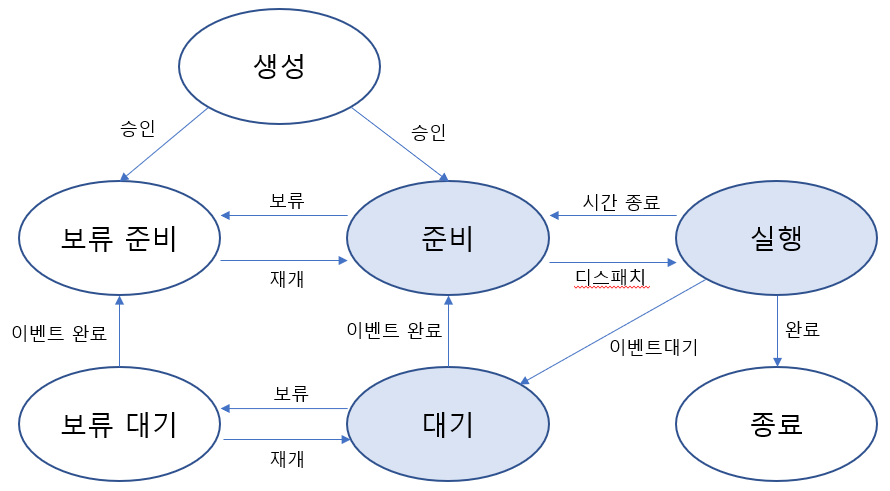 생성
승인
승인
보류 준비
보류
재개
준비
시간 종료
디스패치
실행
이벤트 완료
이벤트 완료
이벤트대기
완료
보류 대기
보류
재개
대기
종료